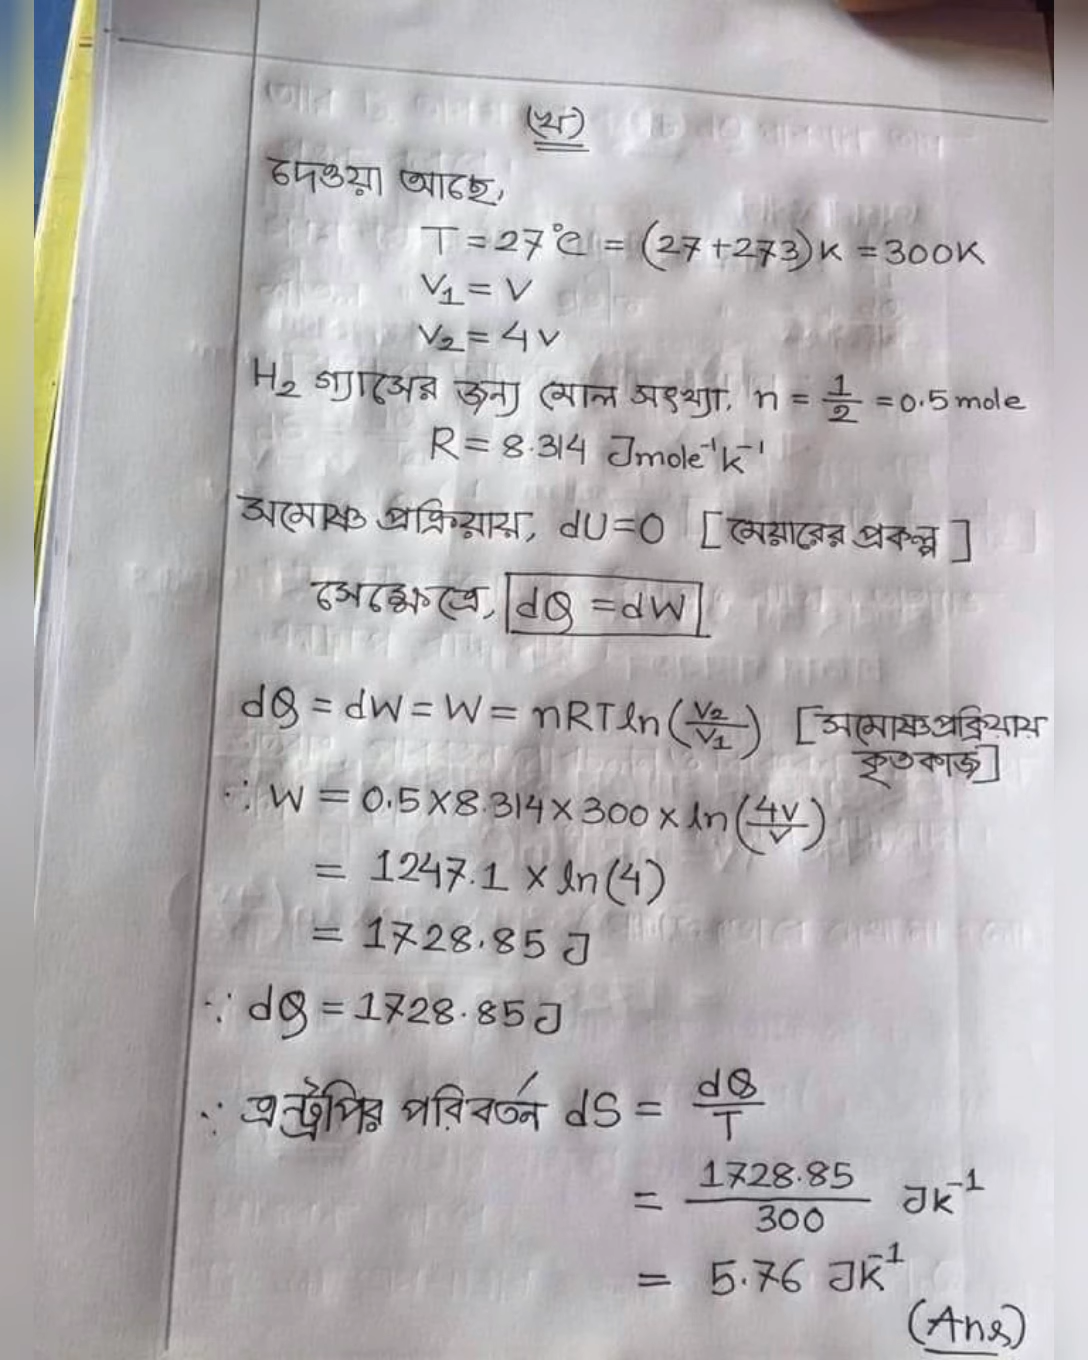 (খ)
দেওয়া আছে,
T = 27°C = (27+273)K = 300K
V₁ = V
V₂ = 4V
H₂ গ্যাসের জন্য মোল সংখ্যা, n = 1/2 = 0.5 mole
R = 8.314 Jmole⁻¹K⁻¹
সমোষ্ণ প্রক্রিয়ায়, dU=0 [মেয়ারের প্রকল্প]
সেক্ষেত্রে, dQ = dW
dQ = dW = W = nRT ln(V₂/V₁) [সমোষ্ণ প্রক্রিয়ায়
কৃতকাজ]
∴ W = 0.5×8.314×300×ln(4V/V)
= 1247.1 × ln(4)
= 1728.85 J
∴ dQ = 1728.85 J
∴ এন্ট্রপির পরিবর্তন dS = dQ/T
= 1728.85/300 JK⁻¹
= 5.76 JK⁻¹
(Ans)